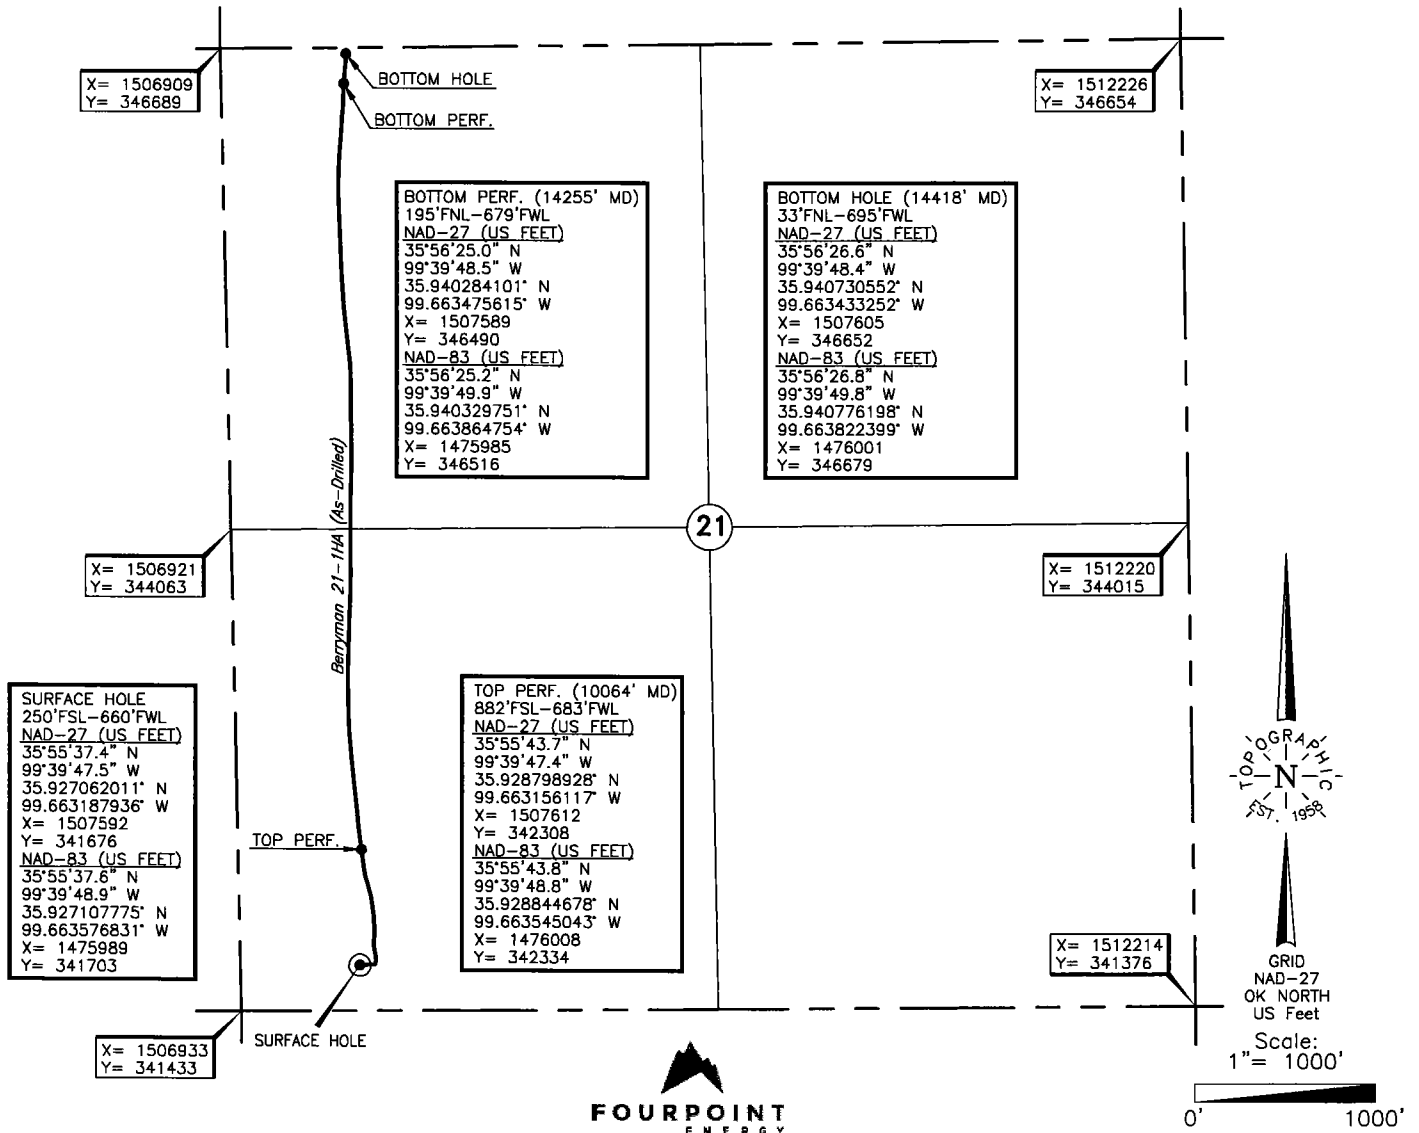 X= 1506909
Y= 346689
BOTTOM HOLE
BOTTOM PERF.
X= 1512226
Y= 346654
BOTTOM PERF. (14255' MD)
195'FNL-679'FWL
NAD-27 (US FEET)
35°56'25.0" N
99°39'48.5" W
35.940284101° N
99.663475615° W
X= 1507589
Y= 346490
NAD-83 (US FEET)
35°56'25.2" N
99°39'49.9" W
35.940329751° N
99.663864754° W
X= 1475985
Y= 346516
BOTTOM HOLE (14418' MD)
33'FNL-695'FWL
NAD-27 (US FEET)
35°56'26.6" N
99°39'48.4" W
35.940730552° N
99.663433252° W
X= 1507605
Y= 346652
NAD-83 (US FEET)
35°56'26.8" N
99°39'49.8" W
35.940776198° N
99.663822399° W
X= 1476001
Y= 346679
Berryman 21-1HA (As-Drilled)
21
X= 1506921
Y= 344063
X= 1512220
Y= 344015
SURFACE HOLE
250'FSL-660'FWL
NAD-27 (US FEET)
35°55'37.4" N
99°39'47.5" W
35.927062011° N
99.663187936° W
X= 1507592
Y= 341676
NAD-83 (US FEET)
35°55'37.6" N
99°39'48.9" W
35.927107775° N
99.663576831° W
X= 1475989
Y= 341703
TOP PERF.
TOP PERF. (10064' MD)
882'FSL-683'FWL
NAD-27 (US FEET)
35°55'43.7" N
99°39'47.4" W
35.928798928° N
99.663156117° W
X= 1507612
Y= 342308
NAD-83 (US FEET)
35°55'43.8" N
99°39'48.8" W
35.928844678° N
99.663545043° W
X= 1476008
Y= 342334
TOPOGRAPHIC
N
EST. 1958
X= 1512214
Y= 341376
GRID
NAD-27
OK NORTH
US Feet
Scale:
1"= 1000'
0' 1000'
SURFACE HOLE
X= 1506933
Y= 341433
FOURPOINT
ENERGY